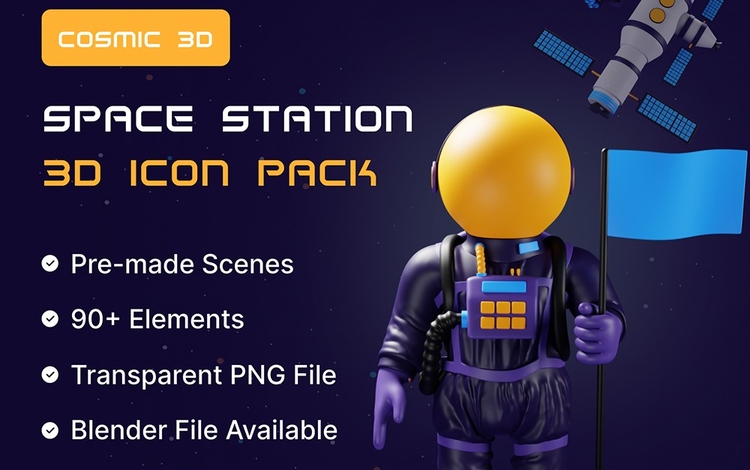 COSMIC 3D
SPACE STATION
3D ICON PACK
Pre-made Scenes
90+ Elements
Transparent PNG File
Blender File Available